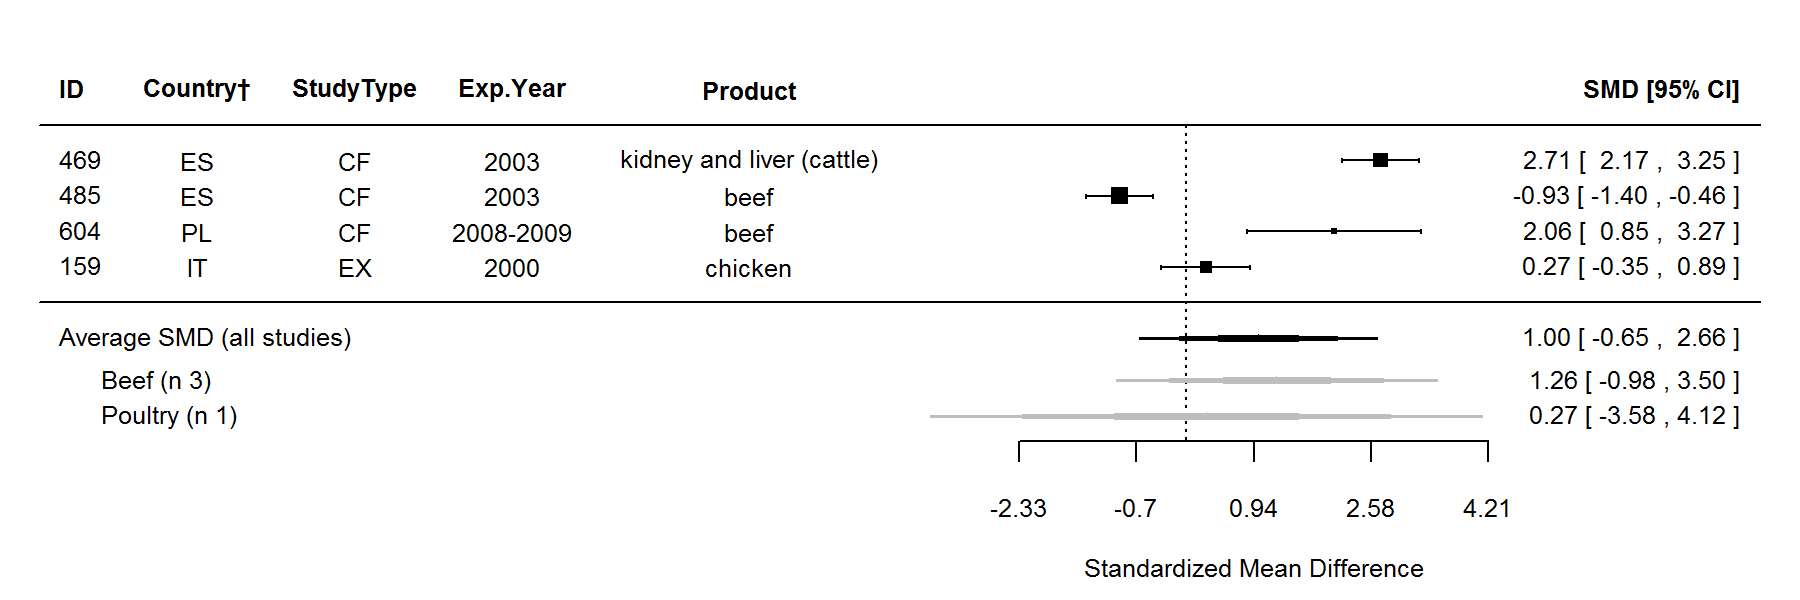 ID Country† StudyType Exp.Year Product SMD [95% CI]
469 ES CF 2003 kidney and liver (cattle) 2.71 [ 2.17 , 3.25 ]
485 ES CF 2003 beef -0.93 [ -1.40 , -0.46 ]
604 PL CF 2008-2009 beef 2.06 [ 0.85 , 3.27 ]
159 IT EX 2000 chicken 0.27 [ -0.35 , 0.89 ]
Average SMD (all studies) 1.00 [ -0.65 , 2.66 ]
Beef (n 3) 1.26 [ -0.98 , 3.50 ]
Poultry (n 1) 0.27 [ -3.58 , 4.12 ]
-2.33 -0.7 0.94 2.58 4.21
Standardized Mean Difference